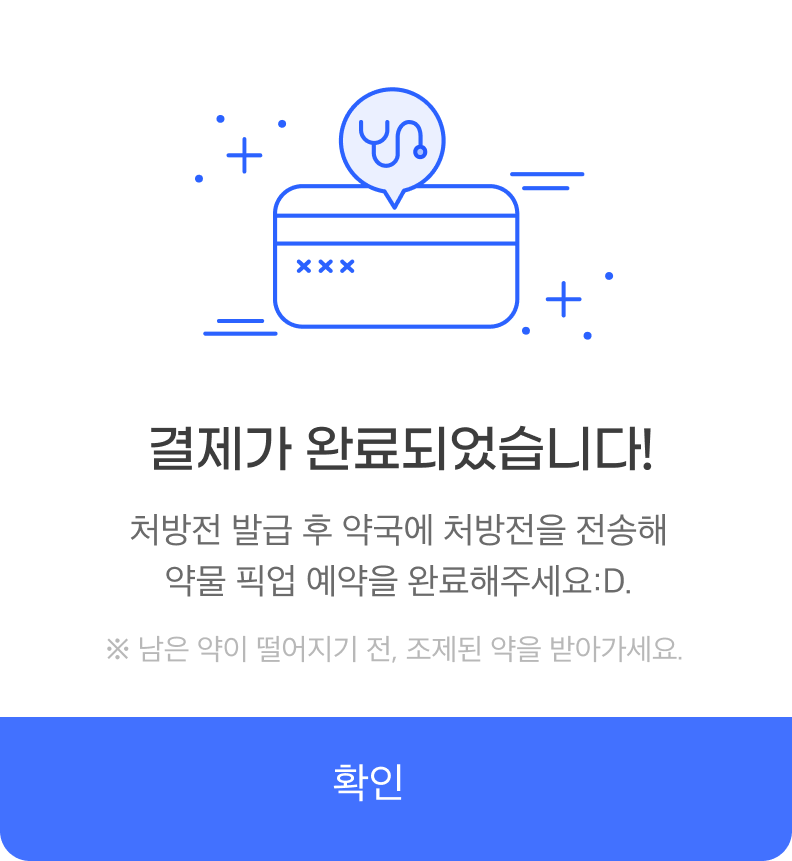 ×××
결제가 완료되었습니다!
처방전 발급 후 약국에 처방전을 전송해
약물 픽업 예약을 완료해주세요:D.
※ 남은 약이 떨어지기 전, 조제된 약을 받아가세요.
확인